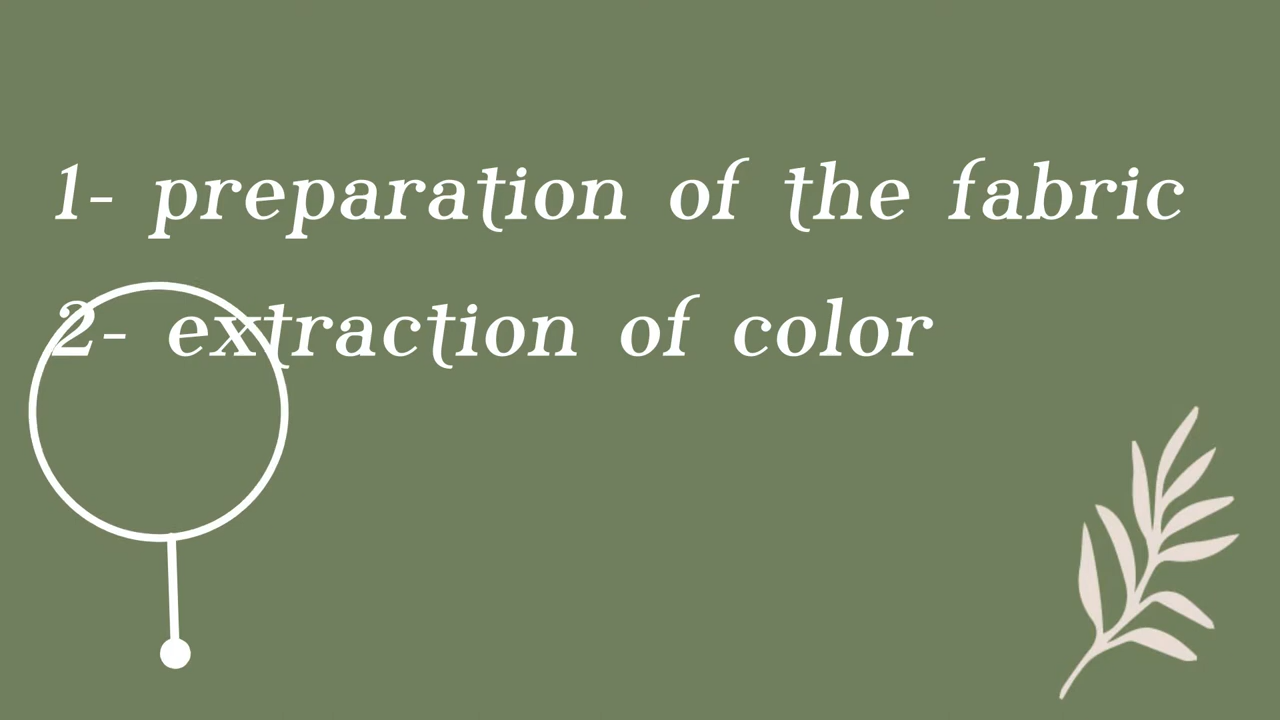 1- preparation of the fabric
2- extraction of color